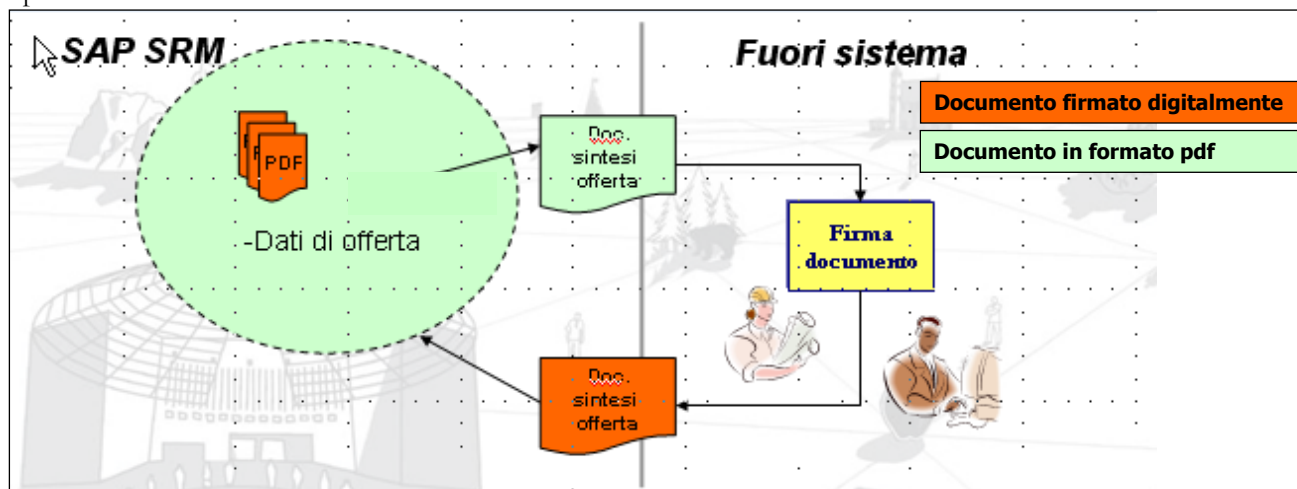 SAP SRM
Fuori sistema
Documento firmato digitalmente
Documento in formato pdf
Doc.
sintesi
offerta
PDF
-Dati di offerta
Firma
documento
Doc.
sintesi
offerta